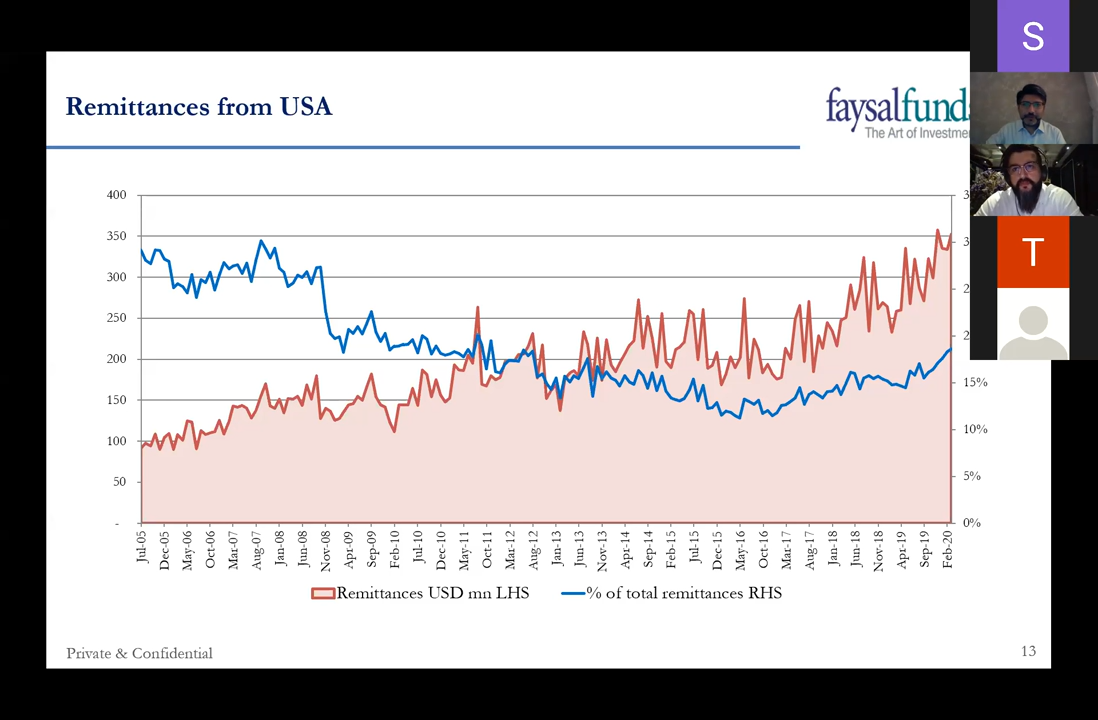 S
Remittances from USA
faysalfunds
The Art of Investmen
T
400
350
300
250
200
150
100
50
-
15%
10%
5%
0%
Jul-05 Dec-05 May-06 Oct-06 Mar-07 Aug-07 Jan-08 Jun-08 Nov-08 Apr-09 Sep-09 Feb-10 Jul-10 Dec-10 May-11 Oct-11 Mar-12 Aug-12 Jan-13 Jun-13 Nov-13 Apr-14 Sep-14 Feb-15 Jul-15 Dec-15 May-16 Oct-16 Mar-17 Aug-17 Jan-18 Jun-18 Nov-18 Apr-19 Sep-19 Feb-20
Remittances USD mn LHS % of total remittances RHS
Private & Confidential
13